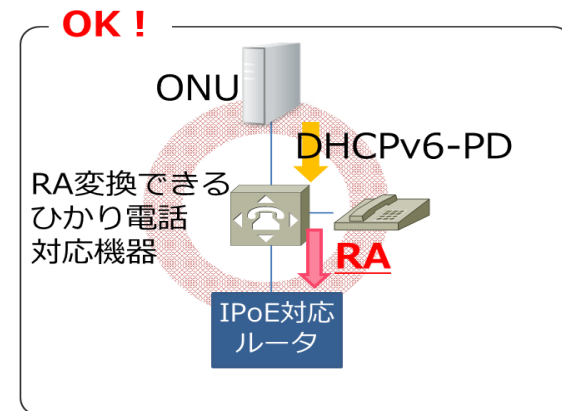 OK！
ONU
DHCPv6-PD
RA変換できる
ひかり電話
対応機器
RA
IPoE対応
ルータ